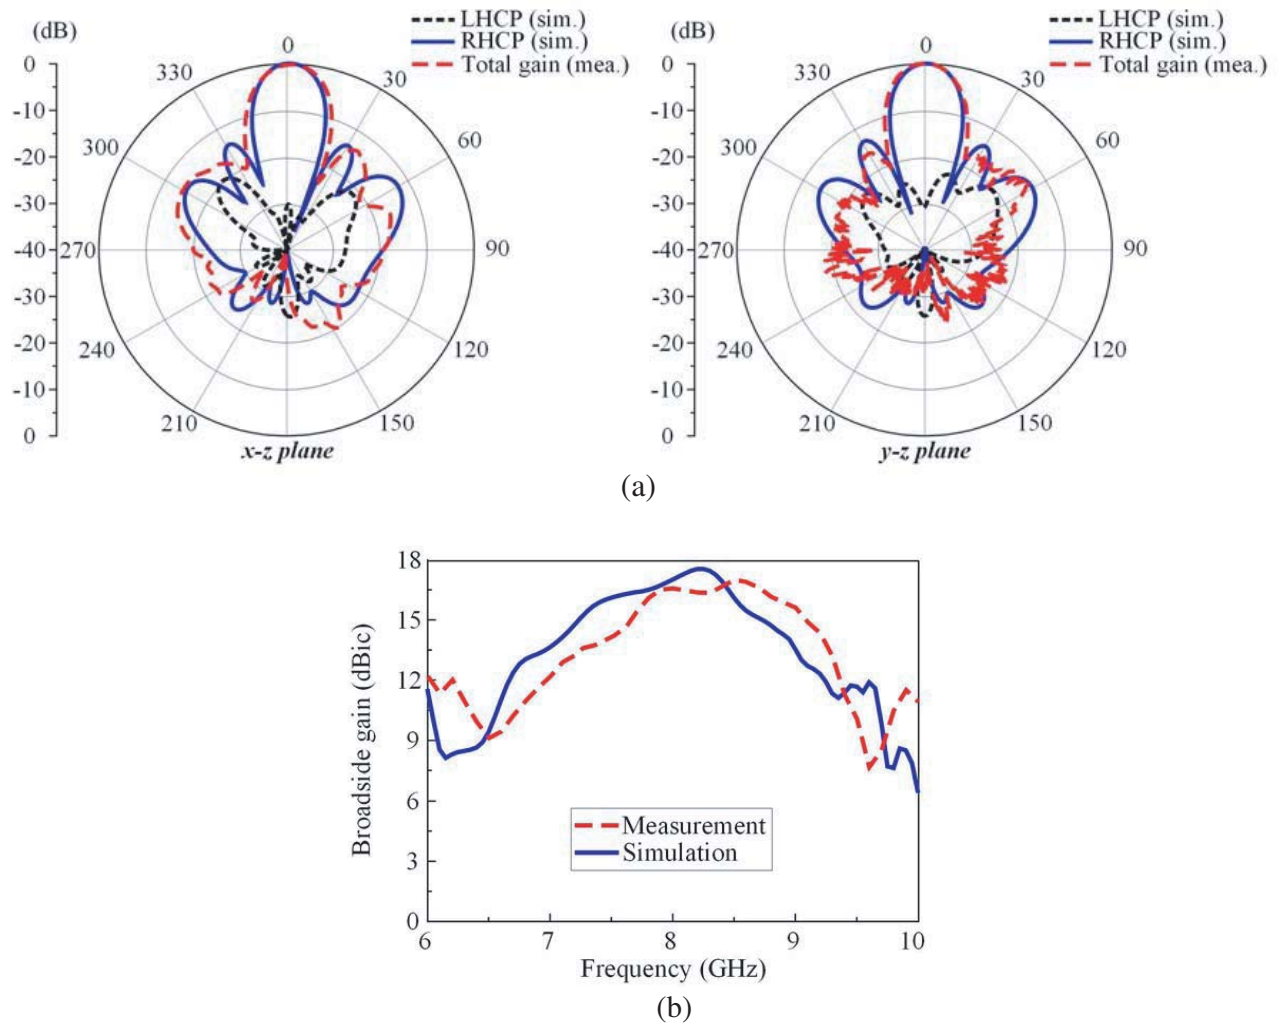 (dB)
LHCP (sim.)
RHCP (sim.)
Total gain (mea.)
0
-10
-20
-30
-40
-30
-20
-10
0
0
30
60
90
120
150
210
240
270
300
330
x-z plane
(dB)
LHCP (sim.)
RHCP (sim.)
Total gain (mea.)
0
-10
-20
-30
-40
-30
-20
-10
0
0
30
60
90
120
150
210
240
270
300
330
y-z plane
(a)
Broadside gain (dBic)
18
15
12
9
6
3
0
Measurement
Simulation
6 7 8 9 10
Frequency (GHz)
(b)